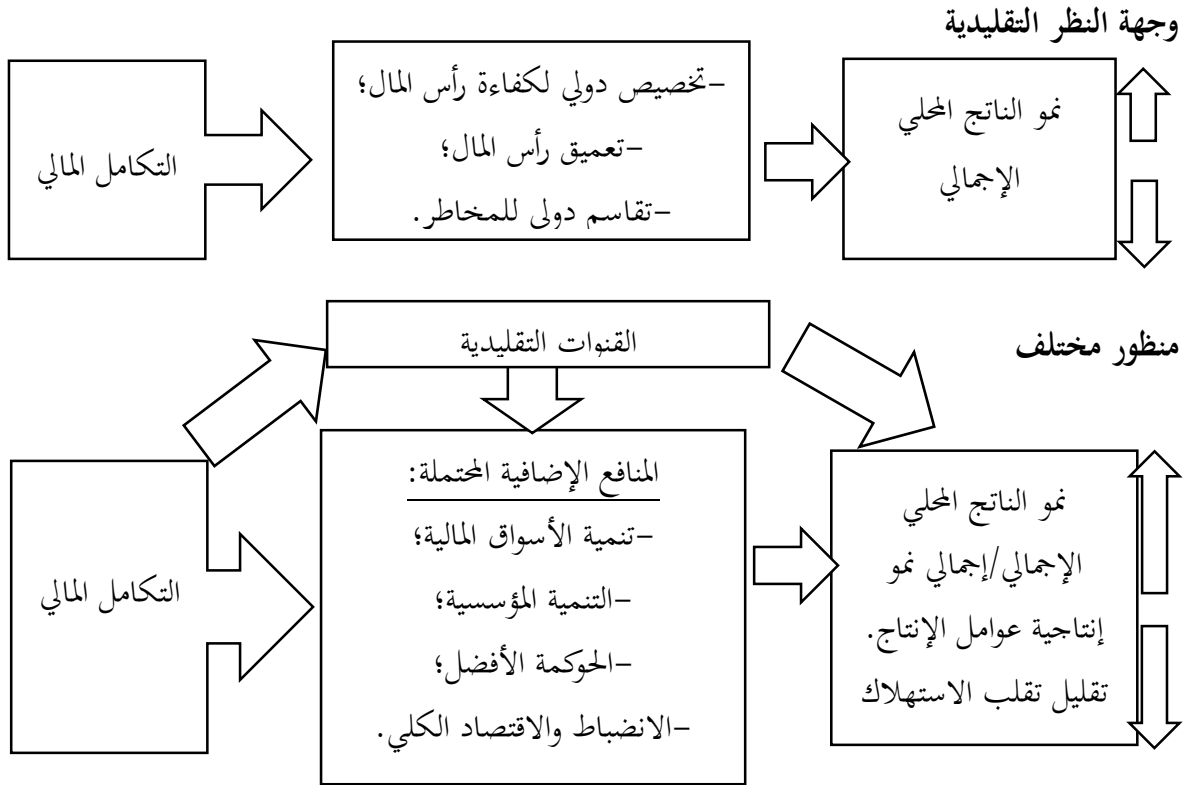 وجهة النظر التقليدية
التكامل المالي
-تخصيص دولي لكفاءة رأس المال؛
-تعميق رأس المال؛
-تقاسم دولى للمخاطر.
نمو الناتج المحلي
الإجمالي
منظور مختلف
القنوات التقليدية
التكامل المالي
المنافع الإضافية المحتملة:
-تنمية الأسواق المالية؛
-التنمية المؤسسية؛
-الحوكمة الأفضل؛
-الانضباط والاقتصاد الكلي.
نمو الناتج المحلي
الإجمالي/إجمالي نمو
إنتاجية عوامل الإنتاج.
تقليل تقلب الاستهلاك